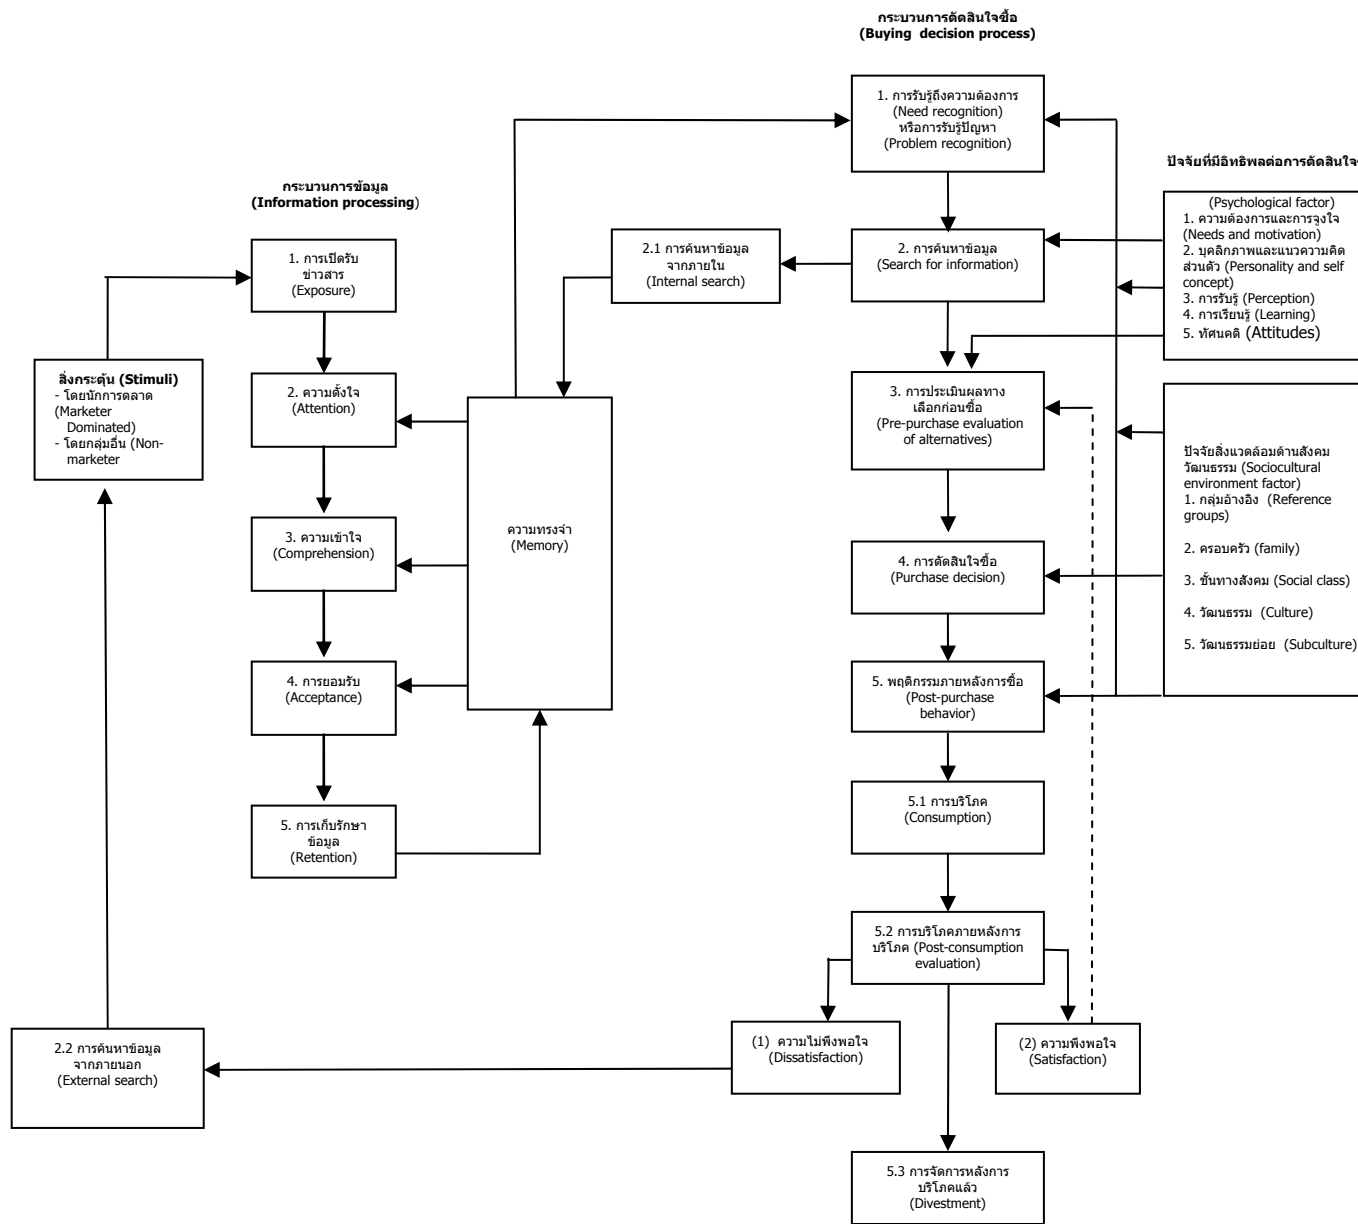 กระบวนการตัดสินใจซื้อ
(Buying decision process)
1. การรับรู้ถึงความต้องการ
(Need recognition)
หรือการรับรู้ปัญหา
(Problem recognition)
ปัจจัยที่มีอิทธิพลต่อการตัดสินใจ
กระบวนการข้อมูล
(Information processing)
(Psychological factor)
1. ความต้องการและการจูงใจ
(Needs and motivation)
2. บุคลิกภาพและแนวความคิด
ส่วนตัว (Personality and self
concept)
3. การรับรู้ (Perception)
4. การเรียนรู้ (Learning)
5. ทัศนคติ (Attitudes)
1. การเปิดรับ
ข่าวสาร
(Exposure)
2.1 การค้นหาข้อมูล
จากภายใน
(Internal search)
2. การค้นหาข้อมูล
(Search for information)
สิ่งกระตุ้น (Stimuli)
- โดยนักการตลาด
(Marketer
Dominated)
- โดยกลุ่มอื่น (Non-
marketer
2. ความตั้งใจ
(Attention)
3. การประเมินผลทาง
เลือกก่อนซื้อ
(Pre-purchase evaluation
of alternatives)
ปัจจัยสิ่งแวดล้อมด้านสังคม
วัฒนธรรม (Sociocultural
environment factor)
1. กลุ่มอ้างอิง (Reference
groups)
2. ครอบครัว (family)
3. ชั้นทางสังคม (Social class)
4. วัฒนธรรม (Culture)
5. วัฒนธรรมย่อย (Subculture)
3. ความเข้าใจ
(Comprehension)
ความทรงจำ
(Memory)
4. การตัดสินใจซื้อ
(Purchase decision)
4. การยอมรับ
(Acceptance)
5. พฤติกรรมภายหลังการซื้อ
(Post-purchase
behavior)
5. การเก็บรักษา
ข้อมูล
(Retention)
5.1 การบริโภค
(Consumption)
5.2 การบริโภคภายหลังการ
บริโภค (Post-consumption
evaluation)
2.2 การค้นหาข้อมูล
จากภายนอก
(External search)
(1) ความไม่พึงพอใจ
(Dissatisfaction)
(2) ความพึงพอใจ
(Satisfaction)
5.3 การจัดการหลังการ
บริโภคแล้ว
(Divestment)